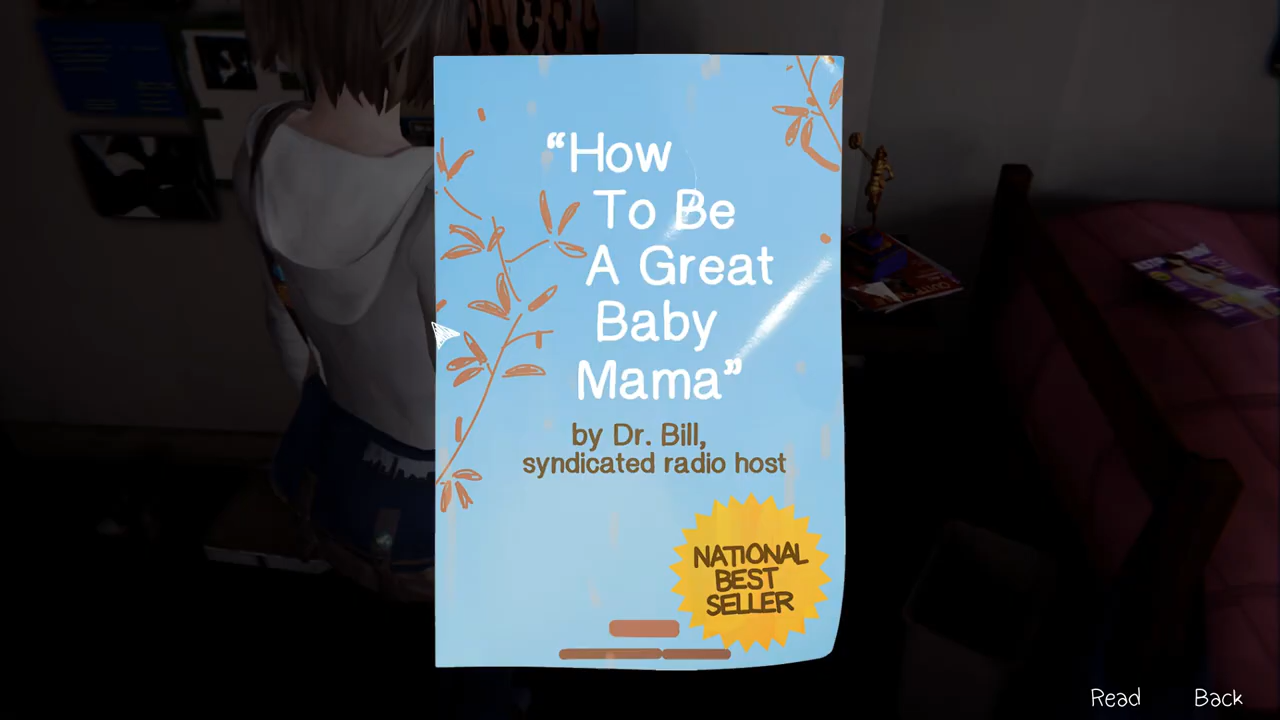 “How
To Be
A Great
Baby
Mama”
by Dr. Bill,
syndicated radio host
NATIONAL
BEST
SELLER
Read Back